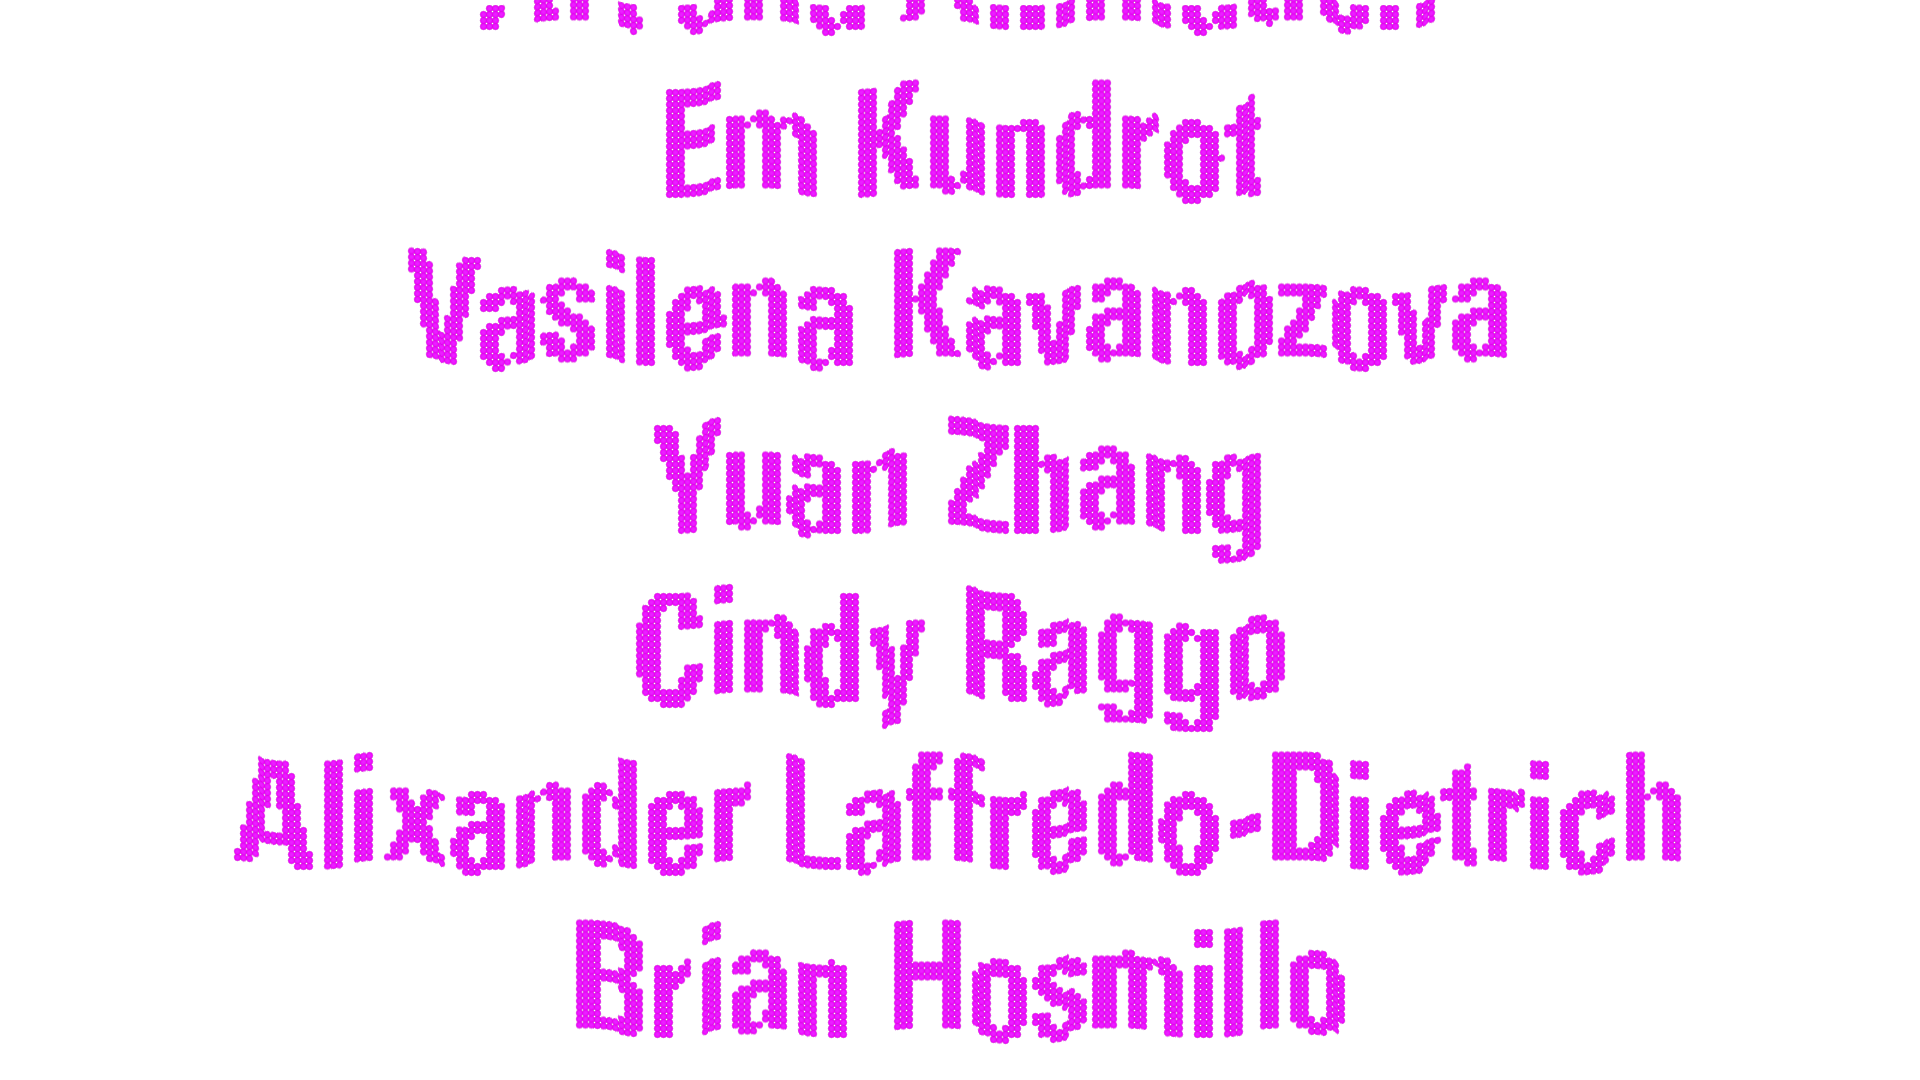 Em Kundrot
Vasilena Kavanozova
Yuan Zhang
Cindy Raggo
Alixander Laffredo-Dietrich
Brian Hosmillo